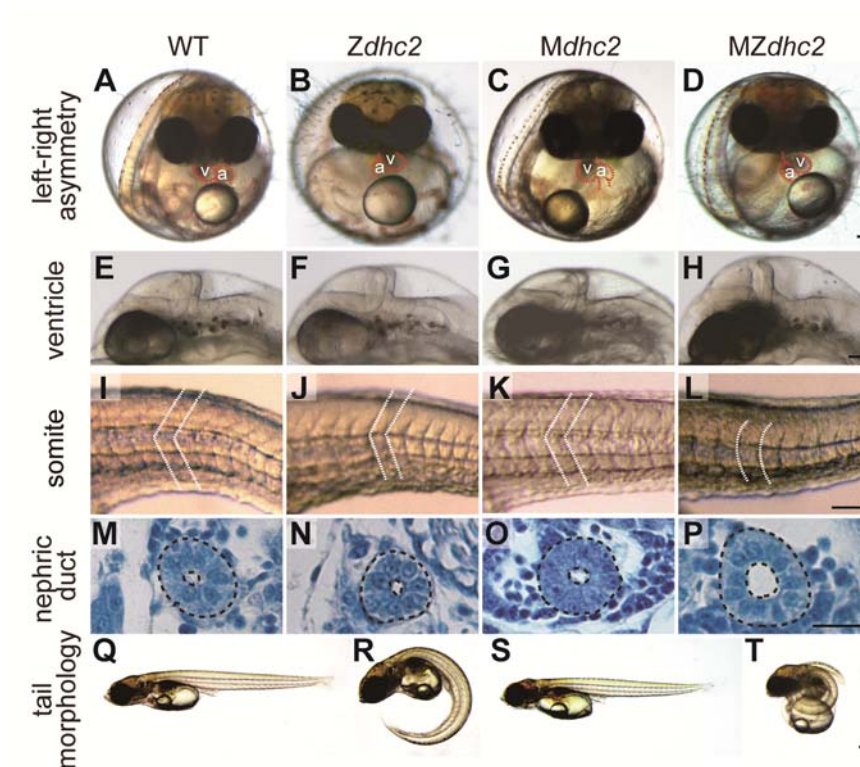 WT Zdhc2 Mdhc2 MZdhc2
left-right
asymmetry
A B C D
v a a v v a a v
ventricle
E F G H
somite
I J K L
nephric
duct
M N O P
tail
morphology
Q R S T